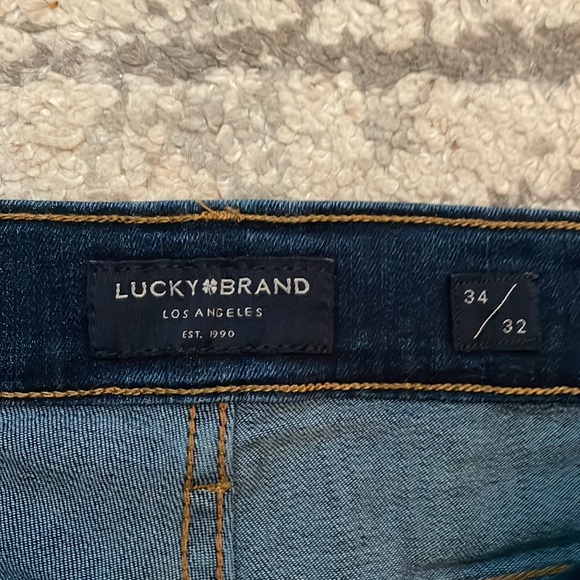 LUCKY BRAND
LOS ANGELES
EST. 1990
34/32